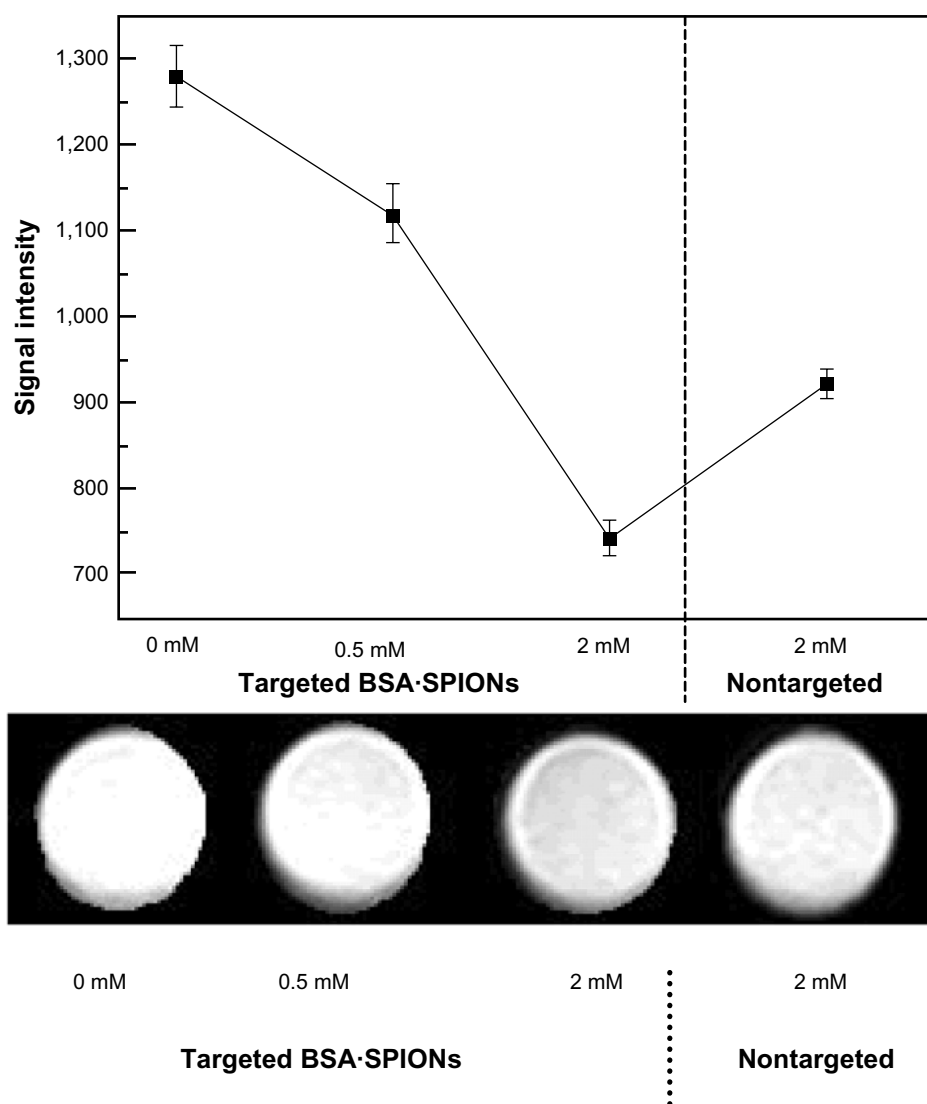 1,300
1,200
1,100
1,000
900
800
700
Signal intensity
0 mM 0.5 mM 2 mM 2 mM
Targeted BSA·SPIONs Nontargeted
0 mM 0.5 mM 2 mM 2 mM
Targeted BSA·SPIONs Nontargeted